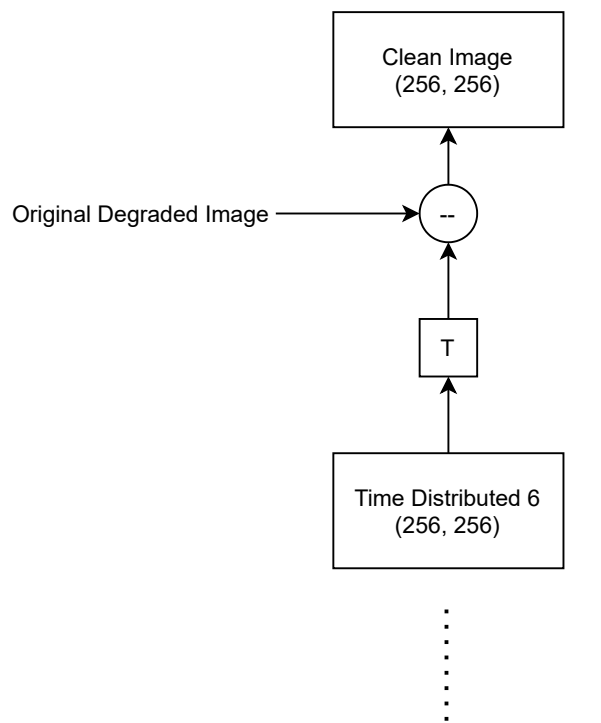 Clean Image
(256, 256)
Original Degraded Image
--
T
Time Distributed 6
(256, 256)